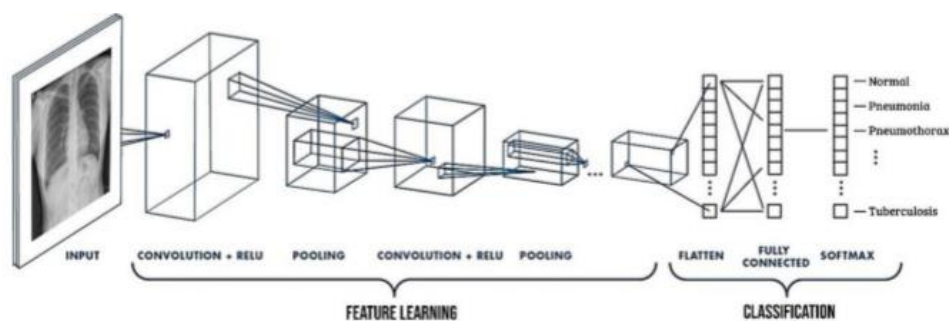 Normal
Pneumonia
Pneumothorax
Tuberculosis
INPUT CONVOLUTION + RELU POOLING CONVOLUTION + RELU POOLING FLATTEN FULLY CONNECTED SOFTMAX
FEATURE LEARNING CLASSIFICATION